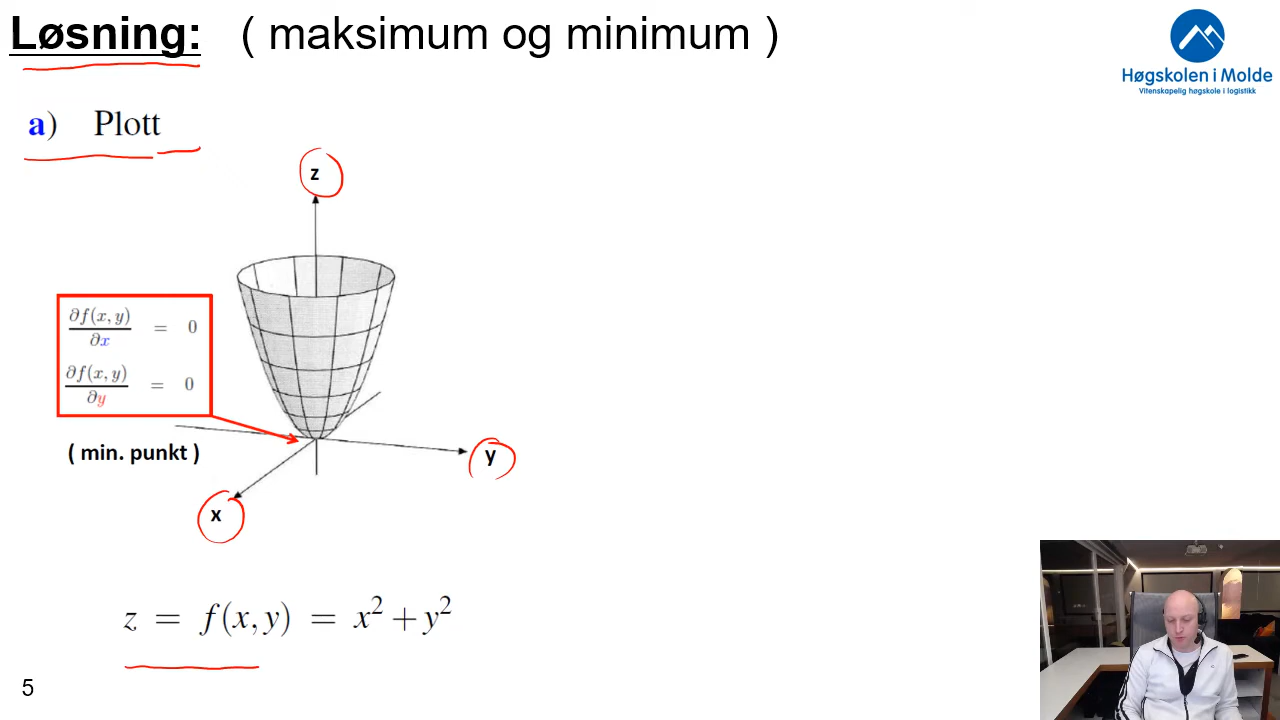 Løsning: ( maksimum og minimum )
Høgskolen i Molde
Vitenskapelig høgskole i logistikk
a) Plott
z
∂f(x, y)/∂x = 0
∂f(x, y)/∂y = 0
( min. punkt )
y
x
z = f(x, y) = x² + y²
5